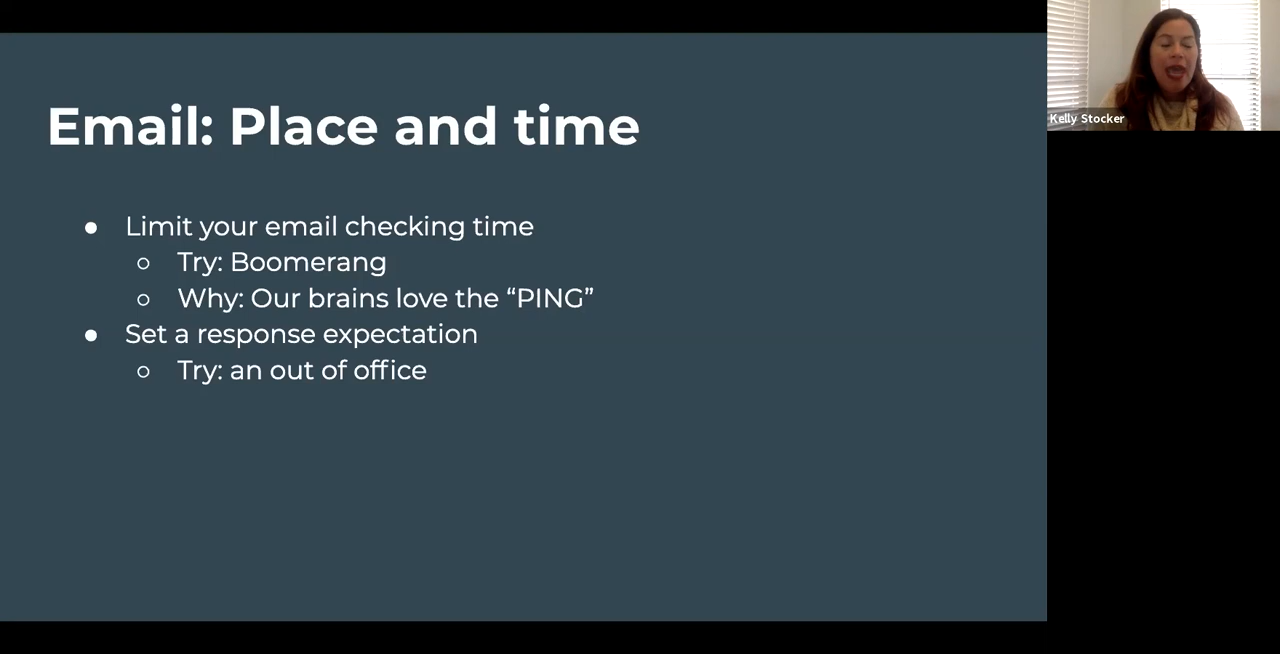 Email: Place and time
● Limit your email checking time
○ Try: Boomerang
○ Why: Our brains love the “PING”
● Set a response expectation
○ Try: an out of office
Kelly Stocker